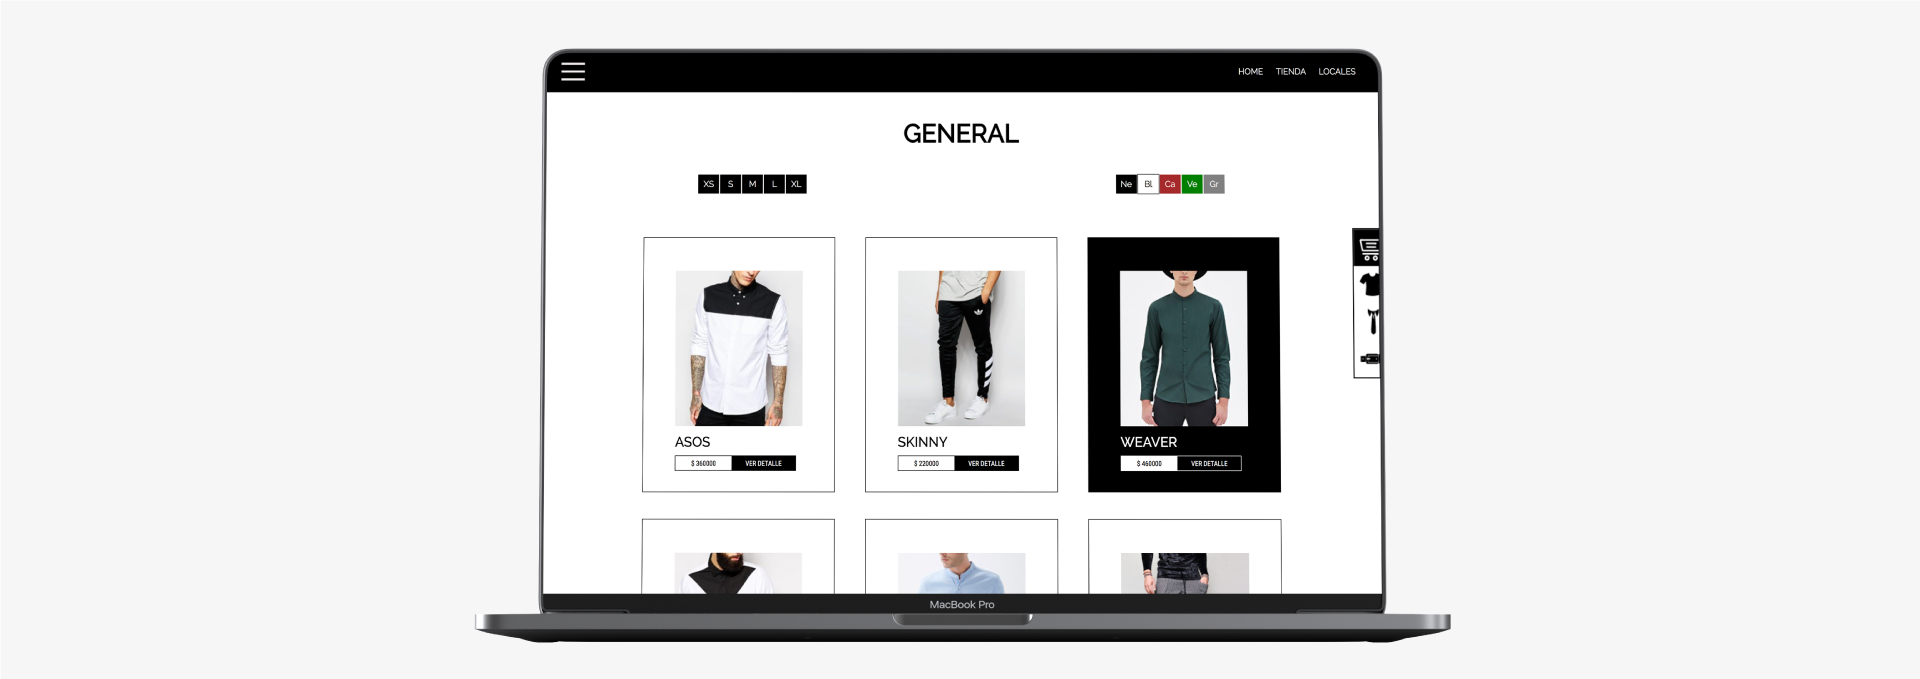 HOME TIENDA LOCALES
GENERAL
XS S M L XL
Ne Bl Ca Ve Gr
ASOS
$ 360000 VER DETALLE
SKINNY
$ 220000 VER DETALLE
WEAVER
$ 460000 VER DETALLE
MacBook Pro